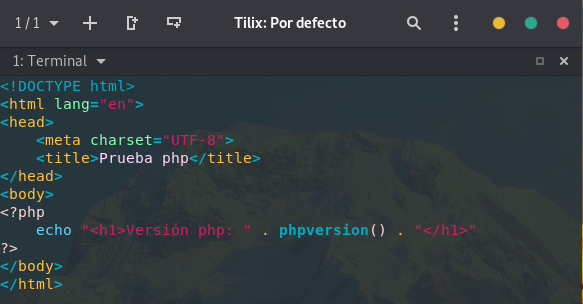 1 / 1
Tilix: Por defecto
1: Terminal
<!DOCTYPE html>
<html lang="en">
<head>
    <meta charset="UTF-8">
    <title>Prueba php</title>
</head>
<body>
<?php
    echo "<h1>Versión php: " . phpversion() . "</h1>"
?>
</body>
</html>